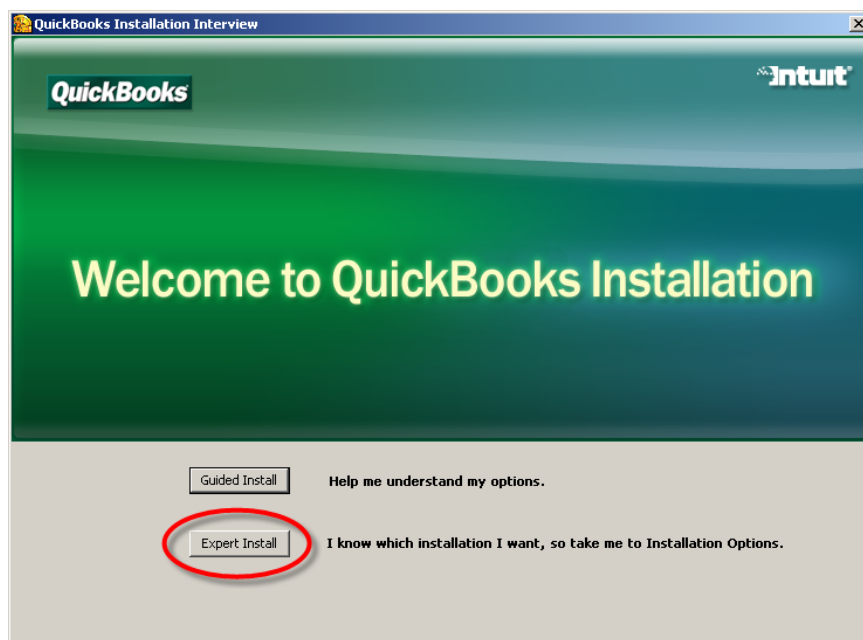 QuickBooks Installation Interview
QuickBooks
Intuit
Welcome to QuickBooks Installation
Guided Install Help me understand my options.
Expert Install I know which installation I want, so take me to Installation Options.